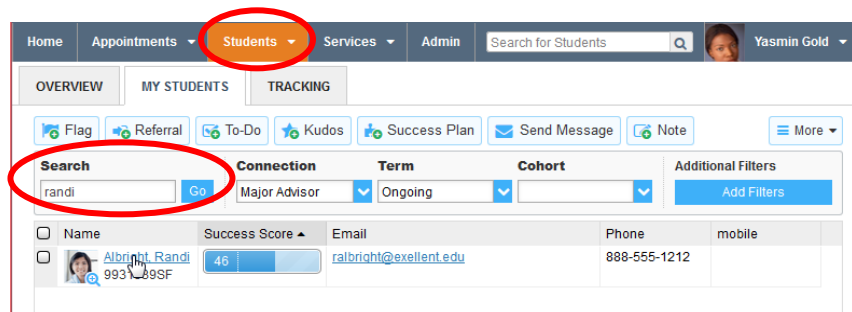 Home Appointments Students Services Admin Search for Students Yasmin Gold
OVERVIEW MY STUDENTS TRACKING
Flag Referral To-Do Kudos Success Plan Send Message Note More
Search Connection Term Cohort Additional Filters
randi Go Major Advisor Ongoing Add Filters
Name Success Score Email Phone mobile
Albright, Randi 46 ralbright@exellent.edu 888-555-1212